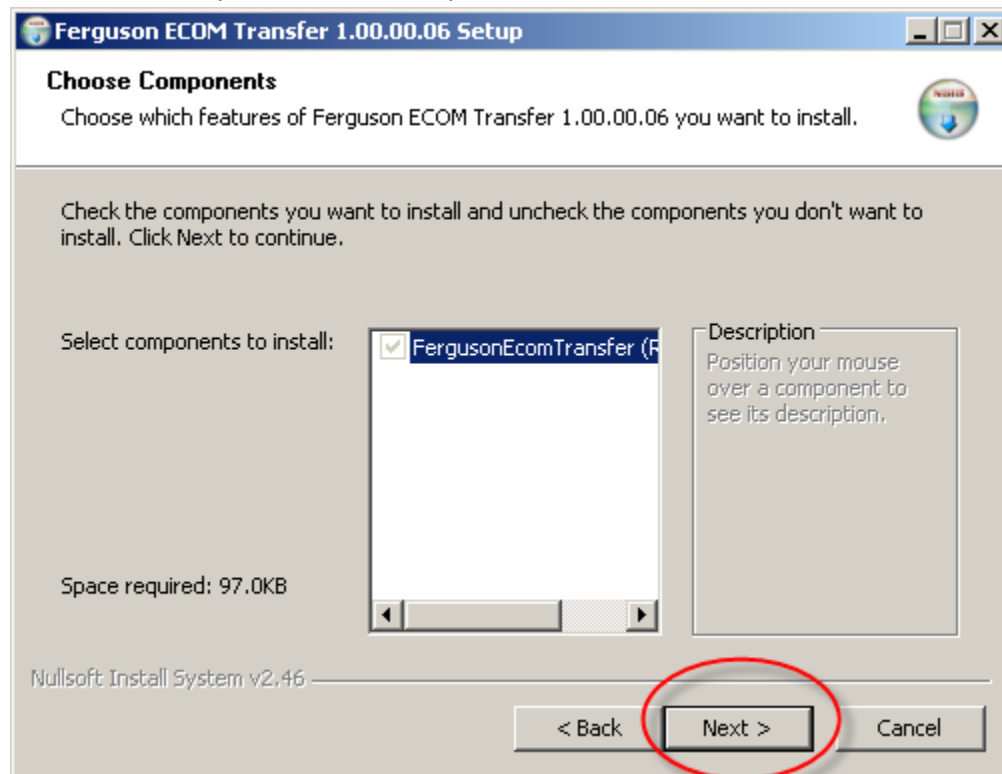 Ferguson ECOM Transfer 1.00.00.06 Setup
Choose Components
Choose which features of Ferguson ECOM Transfer 1.00.00.06 you want to install.
Check the components you want to install and uncheck the components you don't want to
install. Click Next to continue.
Select components to install:
FergusonEcomTransfer (R
Description
Position your mouse
over a component to
see its description.
Space required: 97.0KB
Nullsoft Install System v2.46
< Back
Next >
Cancel